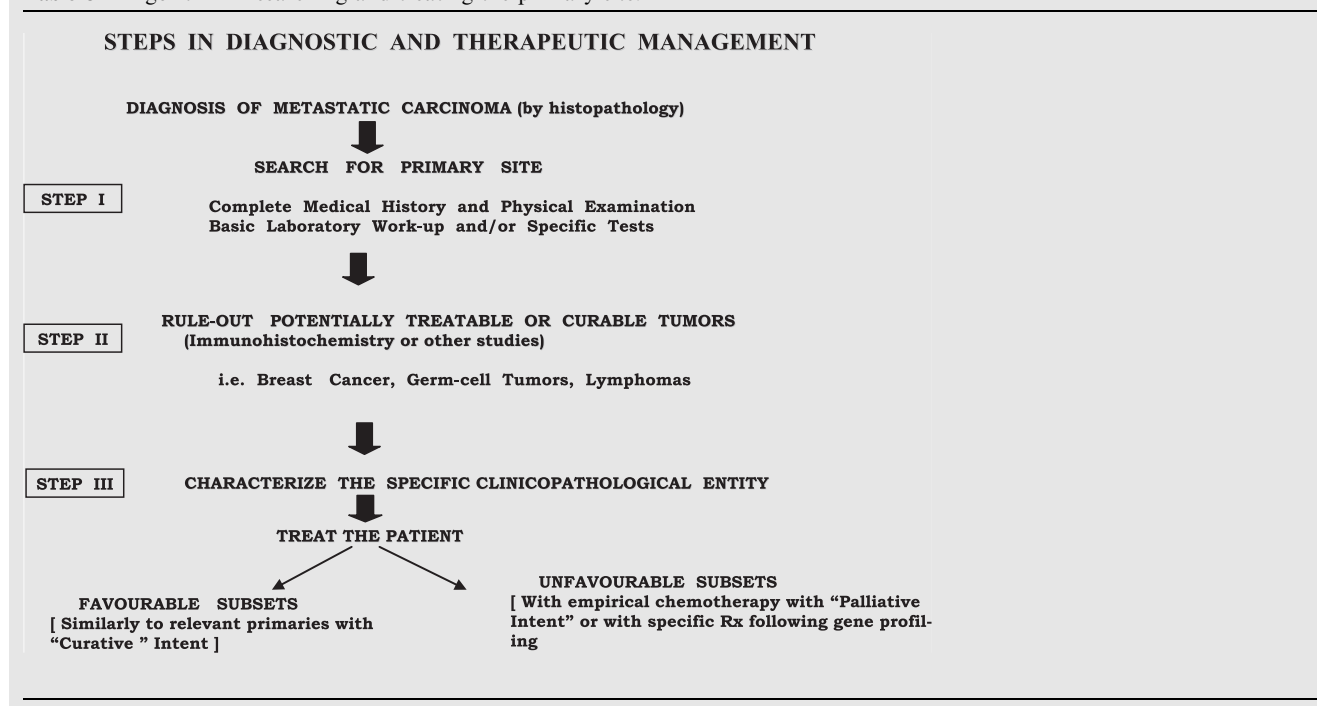 STEPS IN DIAGNOSTIC AND THERAPEUTIC MANAGEMENT
DIAGNOSIS OF METASTATIC CARCINOMA (by histopathology)
SEARCH FOR PRIMARY SITE
STEP I
Complete Medical History and Physical Examination
Basic Laboratory Work-up and/or Specific Tests
RULE-OUT POTENTIALLY TREATABLE OR CURABLE TUMORS
STEP II
(Immunohistochemistry or other studies)
i.e. Breast Cancer, Germ-cell Tumors, Lymphomas
STEP III
CHARACTERIZE THE SPECIFIC CLINICOPATHOLOGICAL ENTITY
TREAT THE PATIENT
FAVOURABLE SUBSETS
[ Similarly to relevant primaries with
“Curative ” Intent ]
UNFAVOURABLE SUBSETS
[ With empirical chemotherapy with “Palliative
Intent” or with specific Rx following gene profil-
ing